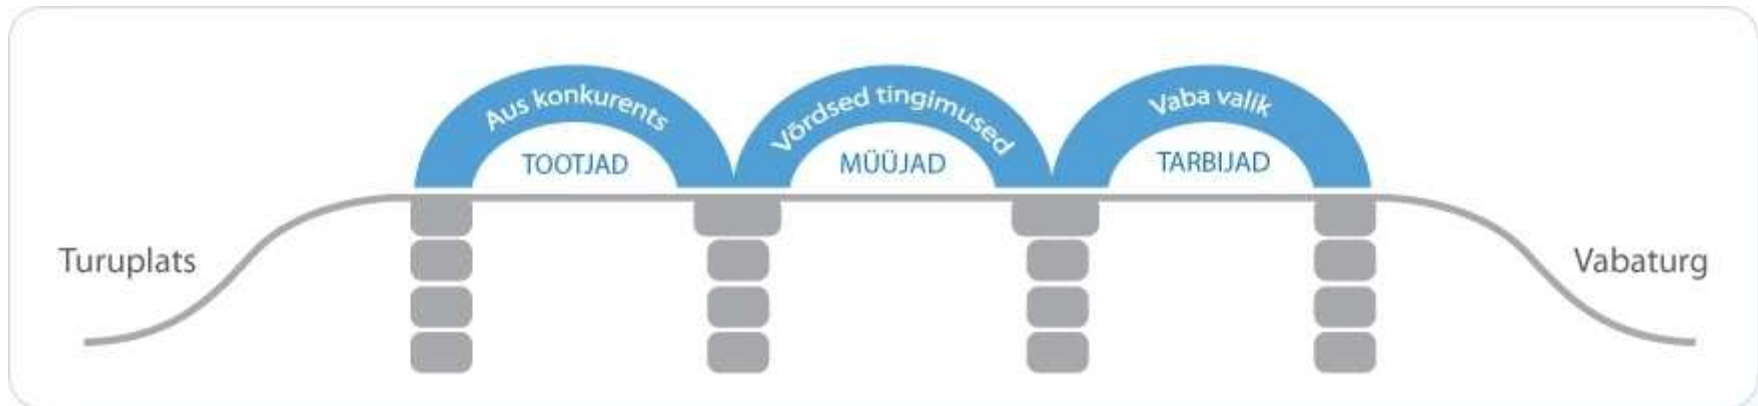 Aus konkurents
TOOTJAD
Võrdsed tingimused
MÜÜJAD
Vaba valik
TARBIJAD
Turuplats
Vabaturg